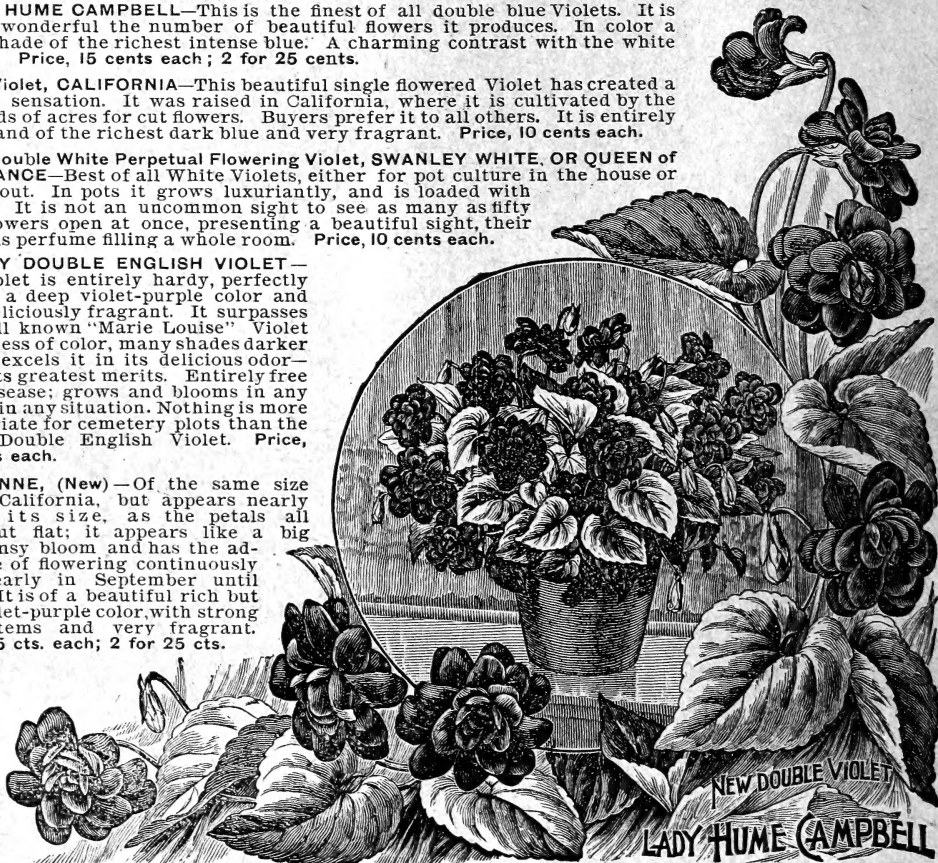 HUME CAMPBELL—This is the finest of all double blue Violets. It is
wonderful the number of beautiful flowers it produces. In color a
hade of the richest intense blue. A charming contrast with the white
Price, 15 cents each; 2 for 25 cents.
Violet, CALIFORNIA—This beautiful single flowered Violet has created a
sensation. It was raised in California, where it is cultivated by the
ds of acres for cut flowers. Buyers prefer it to all others. It is entirely
and of the richest dark blue and very fragrant. Price, 10 cents each.
ouble White Perpetual Flowering Violet, SWANLEY WHITE, OR QUEEN of
ANCE—Best of all White Violets, either for pot culture in the house or
out. In pots it grows luxuriantly, and is loaded with
It is not an uncommon sight to see as many as fifty
owers open at once, presenting a beautiful sight, their
s perfume filling a whole room. Price, 10 cents each.
Y DOUBLE ENGLISH VIOLET—
olet is entirely hardy, perfectly
a deep violet-purple color and
liciously fragrant. It surpasses
ll known "Marie Louise" Violet
ess of color, many shades darker
excels it in its delicious odor—
ts greatest merits. Entirely free
sease; grows and blooms in any
in any situation. Nothing is more
iate for cemetery plots than the
Double English Violet. Price,
s each.
NNE, (New)—Of the same size
California, but appears nearly
its size, as the petals all
ut flat; it appears like a big
nsy bloom and has the ad-
e of flowering continuously
early in September until
It is of a beautiful rich but
let-purple color, with strong
tems and very fragrant.
5 cts. each; 2 for 25 cts.
NEW DOUBLE VIOLET
LADY HUME CAMPBELL